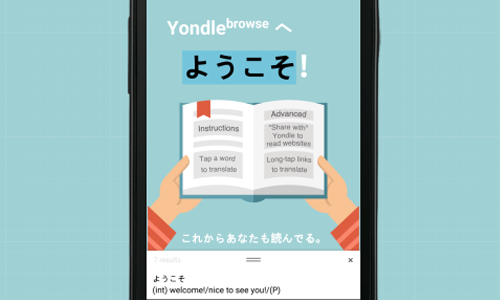 Yondlebrowse へ
ようこそ!
Instructions
Tap a word
to translate
Advanced
"Share with"
Yondle to
read websites
Long-tap links
to translate
これからあなたも読んでる。
7 results
×
ようこそ
(int) welcome!/nice to see you!/(P)